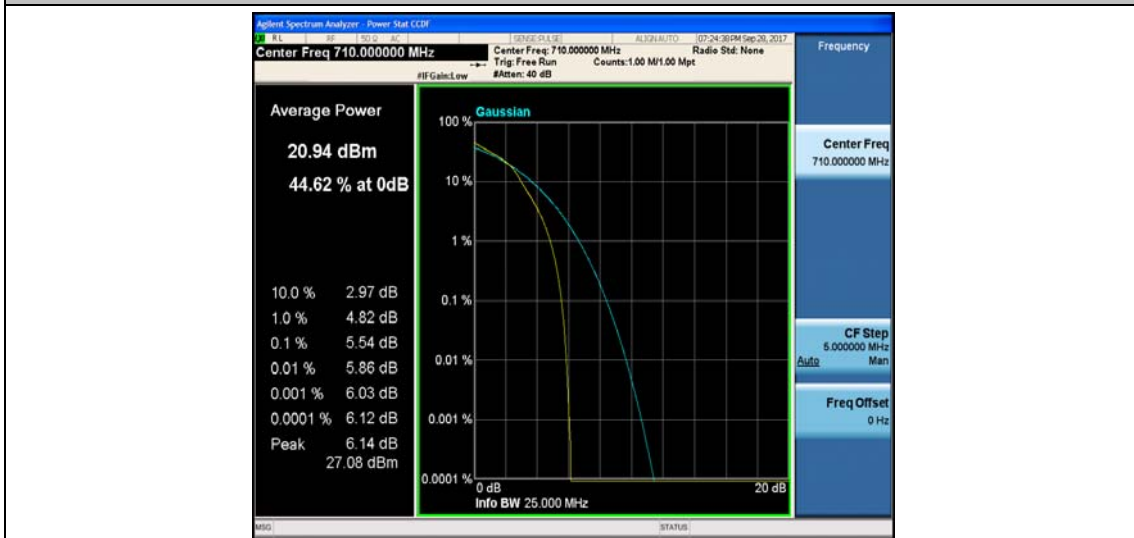 Agilent Spectrum Analyzer - Power Stat CCDF
RL RF 50 Ω AC SENSE:PULSE ALIGN AUTO 07:24:38 PM Sep 28, 2017
Center Freq 710.000000 MHz
Center Freq: 710.000000 MHz Radio Std: None
Trig: Free Run Counts:1.00 M/1.00 Mpt
#IFGain:Low #Atten: 40 dB
Frequency
Average Power
20.94 dBm
44.62 % at 0dB
10.0 % 2.97 dB
1.0 % 4.82 dB
0.1 % 5.54 dB
0.01 % 5.86 dB
0.001 % 6.03 dB
0.0001 % 6.12 dB
Peak 6.14 dB
27.08 dBm
Gaussian
100 %
10 %
1 %
0.1 %
0.01 %
0.001 %
0.0001 %
0 dB 20 dB
Info BW 25.000 MHz
Center Freq
710.000000 MHz
CF Step
5.000000 MHz
Auto Man
Freq Offset
0 Hz
MSG STATUS